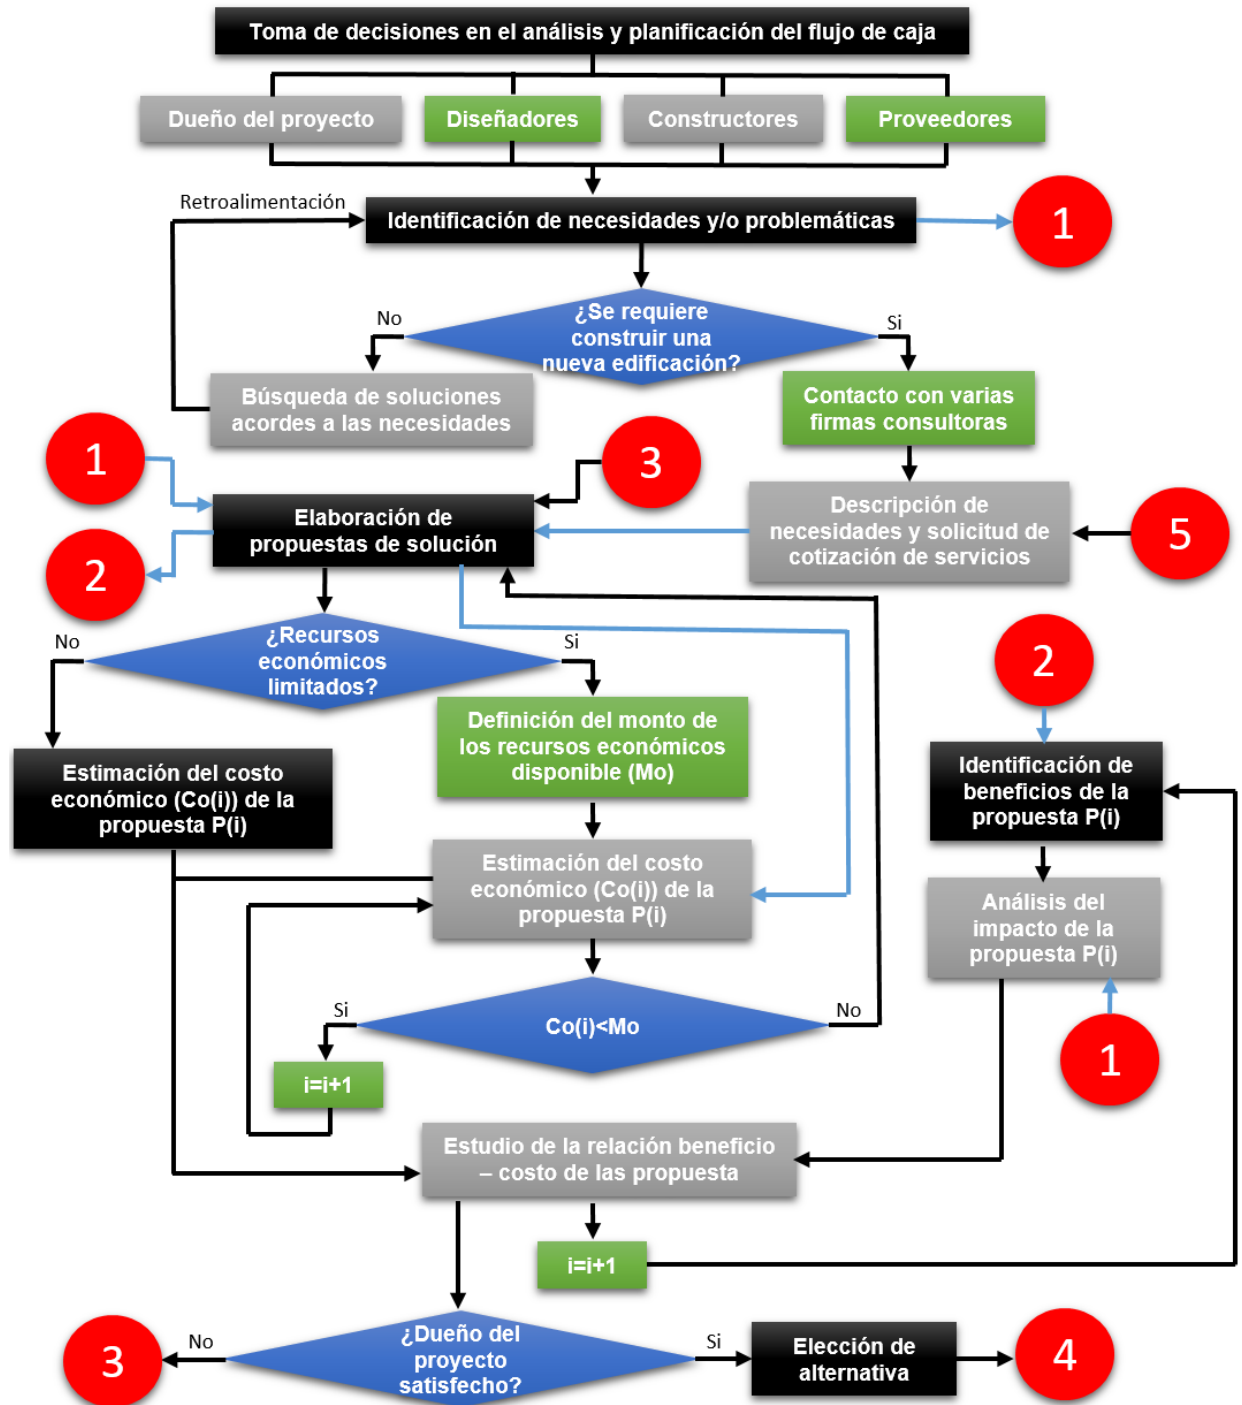 Toma de decisiones en el análisis y planificación del flujo de caja
Dueño del proyecto
Diseñadores
Constructores
Proveedores
Retroalimentación
Identificación de necesidades y/o problemáticas
1
No
¿Se requiere
construir una
nueva edificación?
Si
Búsqueda de soluciones
acordes a las necesidades
Contacto con varias
firmas consultoras
1
3
Elaboración de
propuestas de solución
Descripción de
necesidades y solicitud de
cotización de servicios
5
2
No
¿Recursos
económicos
limitados?
Si
2
Definición del monto de
los recursos económicos
disponible (Mo)
Estimación del costo
económico (Co(i)) de la
propuesta P(i)
Identificación de
beneficios de la
propuesta P(i)
Estimación del costo
económico (Co(i)) de la
propuesta P(i)
Análisis del
impacto de la
propuesta P(i)
Si
Co(i)<Mo
No
1
i=i+1
Estudio de la relación beneficio
– costo de las propuesta
i=i+1
3
No
¿Dueño del
proyecto
satisfecho?
Si
Elección de
alternativa
4